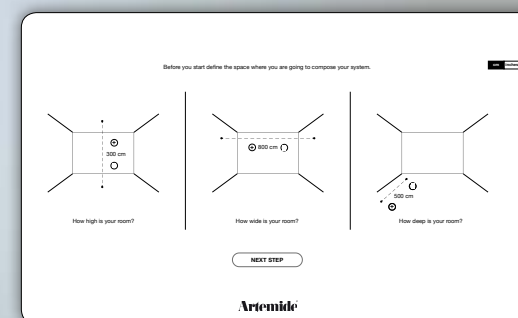 Before you start define the space where you are going to compose your system.
cm inches
300 cm
800 cm
500 cm
How high is your room?
How wide is your room?
How deep is your room?
NEXT STEP
Artemide